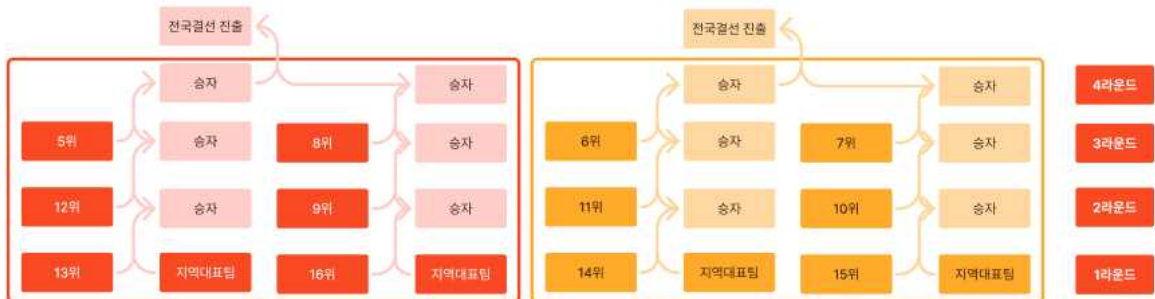 전국결선 진출 전국결선 진출
승자 승자 승자 승자 4라운드
5위 승자 8위 승자 6위 승자 7위 승자 3라운드
12위 승자 9위 승자 11위 승자 10위 승자 2라운드
13위 지역대표팀 16위 지역대표팀 14위 지역대표팀 15위 지역대표팀 1라운드